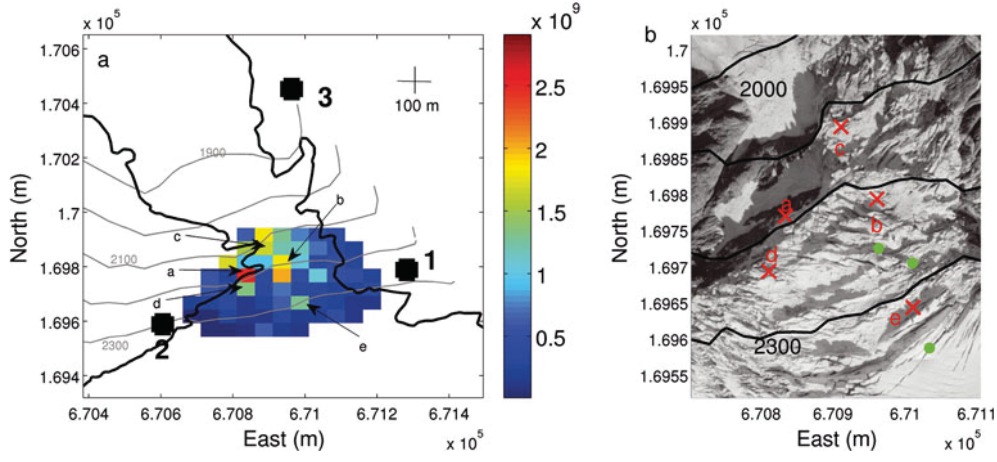 x 10^5
1.706
1.704
1.702
1.7
1.698
1.696
1.694
North (m)
a
3
100 m
1900
b
c
2100
1
a
d
2
2300
e
6.704 6.706 6.708 6.71 6.712 6.714
East (m)
x 10^5
x 10^9
2.5
2
1.5
1
0.5
x 10^5
b
1.7
1.6995
1.699
1.6985
1.698
1.6975
1.697
1.6965
1.696
1.6955
North (m)
2000
c
a
b
d
e
2300
6.708 6.709 6.71 6.711
East (m)
x 10^5